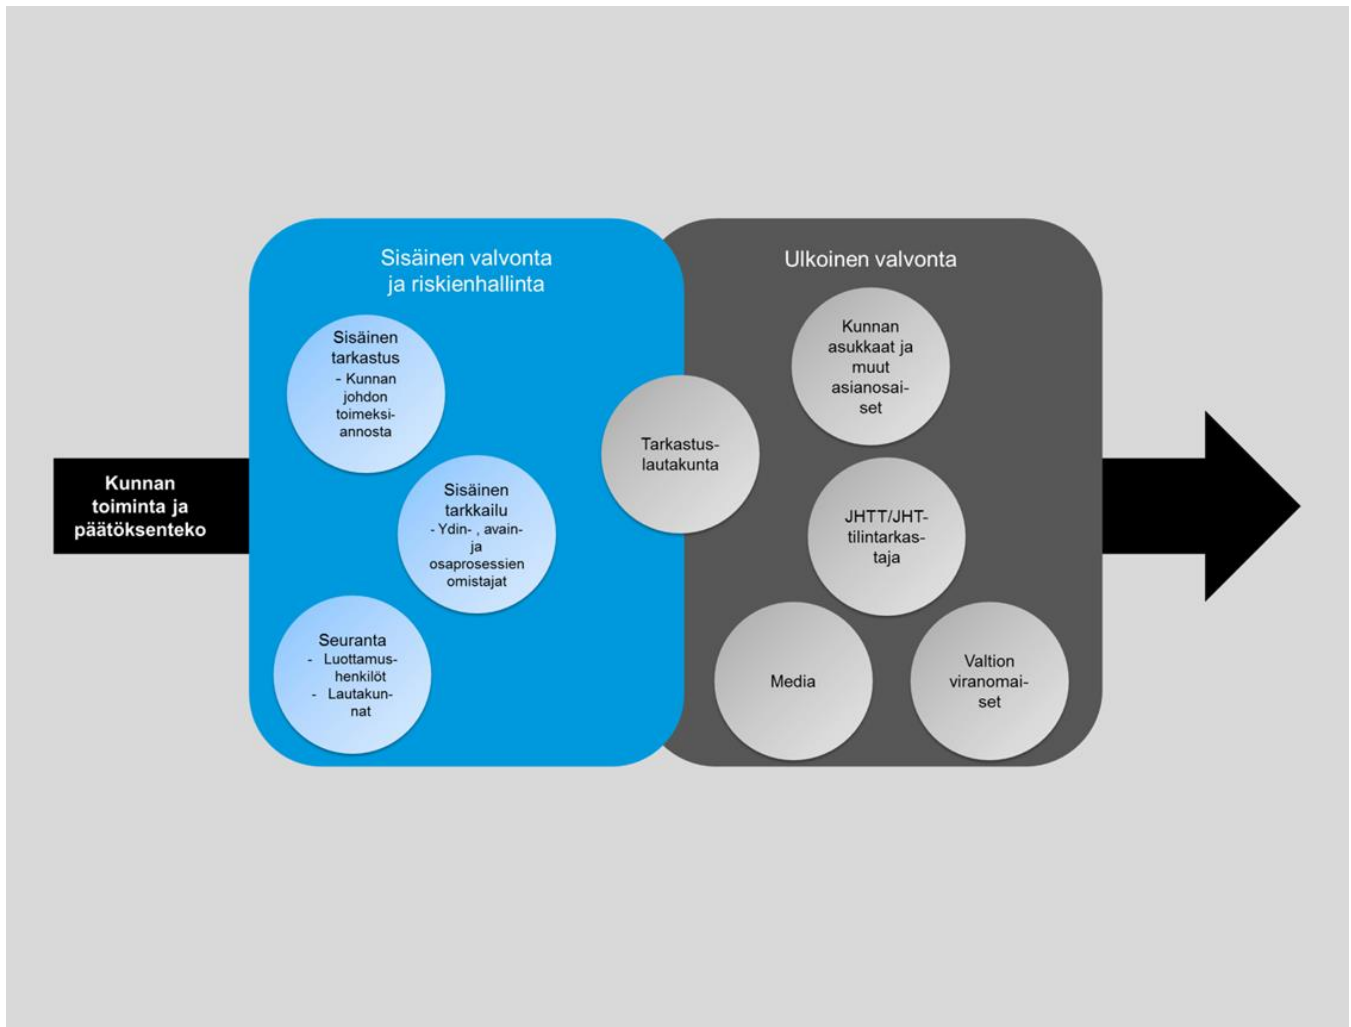 Kunnan
toiminta ja
päätöksenteko
Sisäinen valvonta
ja riskienhallinta
Sisäinen
tarkastus
- Kunnan
johdon
toimeksi-
annosta
Sisäinen
tarkkailu
- Ydin- , avain-
ja
osaprosessien
omistajat
Seuranta
- Luottamus-
henkilöt
- Lautakun-
nat
Tarkastus-
lautakunta
Ulkoinen valvonta
Kunnan
asukkaat ja
muut
asianosai-
set
JHTT/JHT-
tilintarkas-
taja
Media
Valtion
viranomai-
set